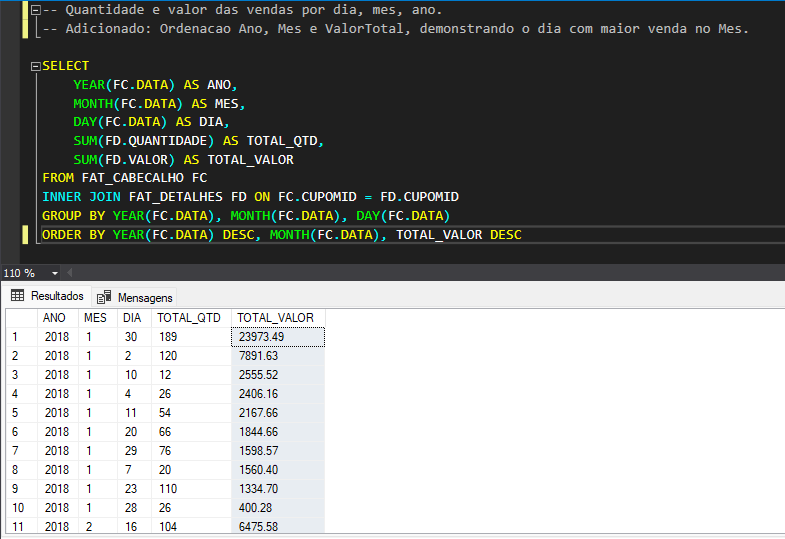 -- Quantidade e valor das vendas por dia, mes, ano.
-- Adicionado: Ordenacao Ano, Mes e ValorTotal, demonstrando o dia com maior venda no Mes.
SELECT
YEAR(FC.DATA) AS ANO,
MONTH(FC.DATA) AS MES,
DAY(FC.DATA) AS DIA,
SUM(FD.QUANTIDADE) AS TOTAL_QTD,
SUM(FD.VALOR) AS TOTAL_VALOR
FROM FAT_CABECALHO FC
INNER JOIN FAT_DETALHES FD ON FC.CUPOMID = FD.CUPOMID
GROUP BY YEAR(FC.DATA), MONTH(FC.DATA), DAY(FC.DATA)
ORDER BY YEAR(FC.DATA) DESC, MONTH(FC.DATA), TOTAL_VALOR DESC
110 %
Resultados Mensagens
ANO MES DIA TOTAL_QTD TOTAL_VALOR
1 2018 1 30 189 23973.49
2 2018 1 2 120 7891.63
3 2018 1 10 12 2555.52
4 2018 1 4 26 2406.16
5 2018 1 11 54 2167.66
6 2018 1 20 66 1844.66
7 2018 1 29 76 1598.57
8 2018 1 7 20 1560.40
9 2018 1 23 110 1334.70
10 2018 1 28 26 400.28
11 2018 2 16 104 6475.58